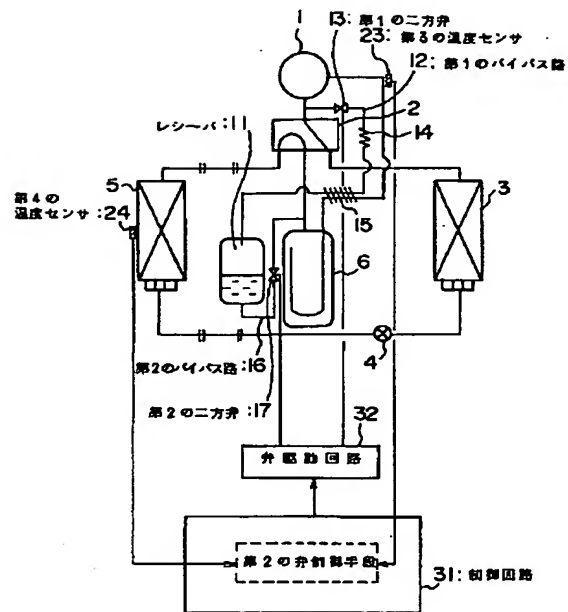 13:第1の二方弁
1
23:第3の温度センサ
12:第1のバイパス路
2
レシーバ:11
14
5
3
第4の
温度センサ:24
15
6
4
16
第2のバイパス路
17
第2の二方弁
32
弁駆動回路
第2の弁制御手段
31:制御回路